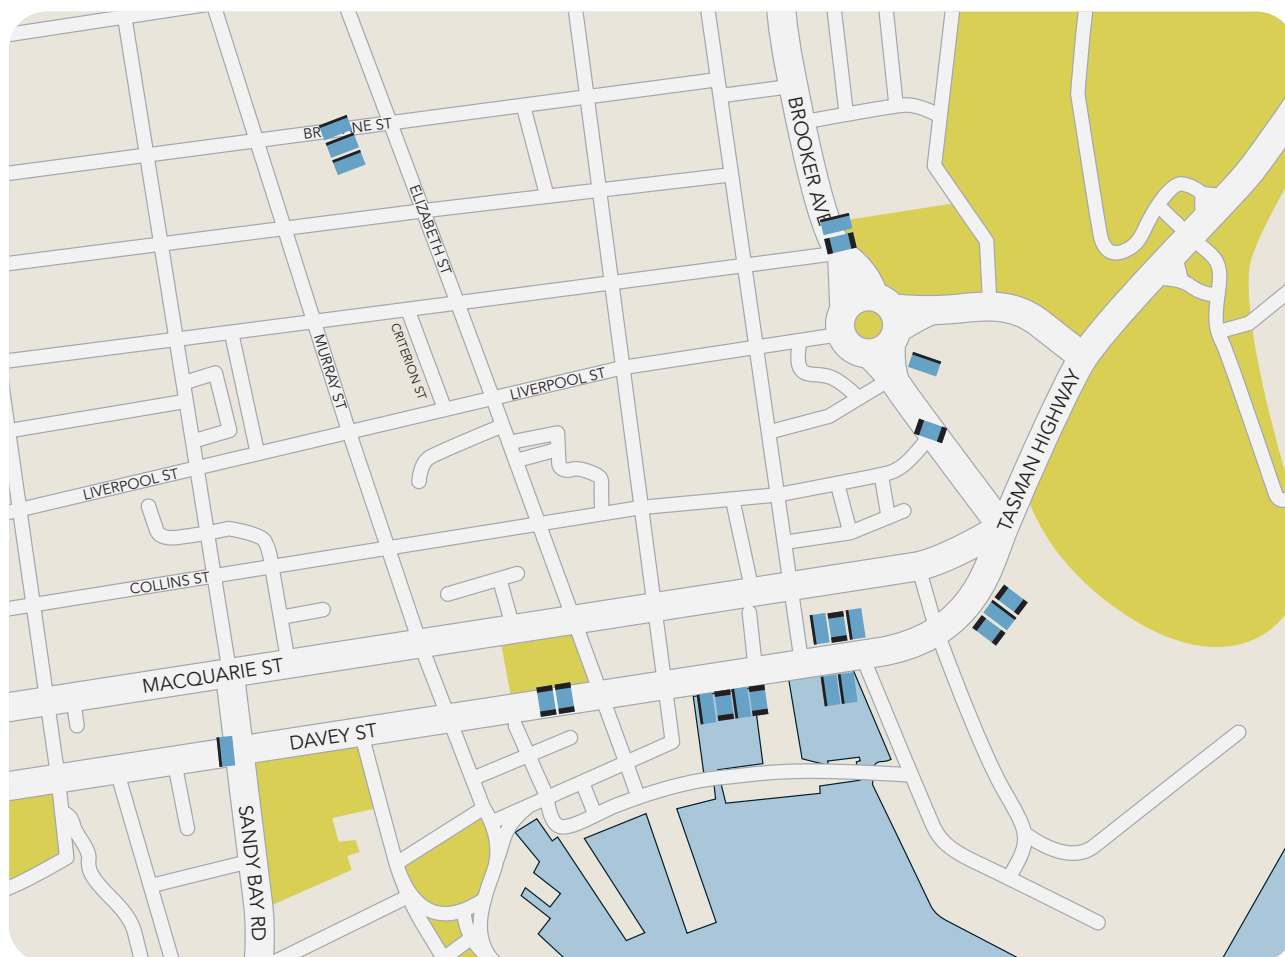 BROOKER AVE
ELIZABETH ST
CRITERION ST
MURRAY ST
LIVERPOOL ST
TASMAN HIGHWAY
LIVERPOOL ST
COLLINS ST
MACQUARIE ST
DAVEY ST
SANDY BAY RD